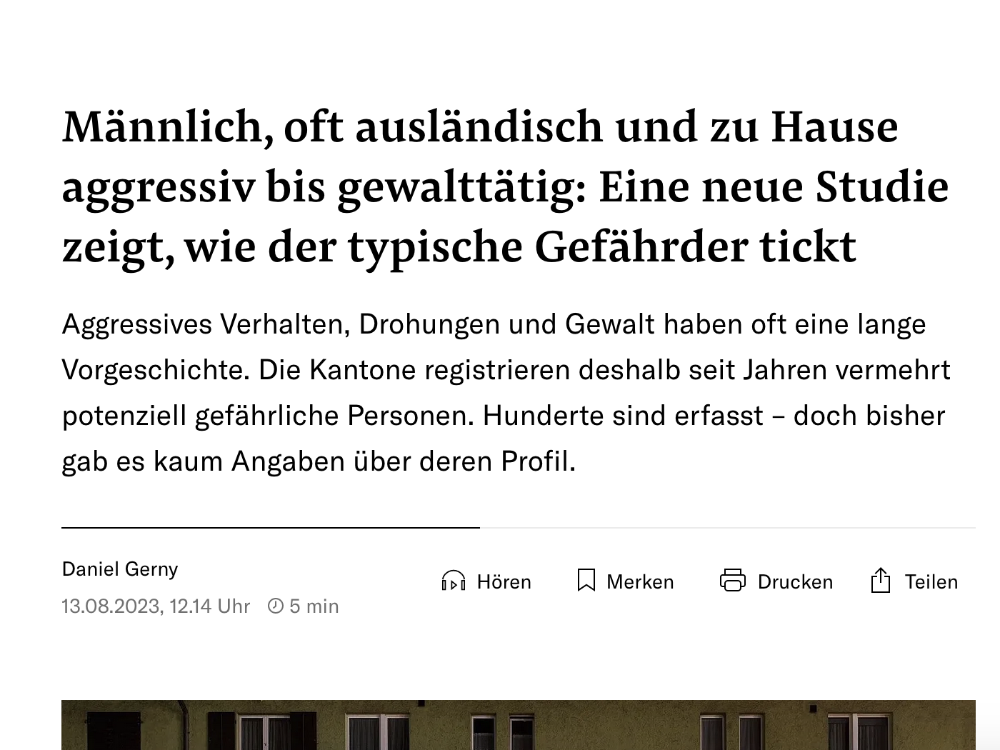 Männlich, oft ausländisch und zu Hause
aggressiv bis gewalttätig: Eine neue Studie
zeigt, wie der typische Gefährder tickt
Aggressives Verhalten, Drohungen und Gewalt haben oft eine lange
Vorgeschichte. Die Kantone registrieren deshalb seit Jahren vermehrt
potenziell gefährliche Personen. Hunderte sind erfasst – doch bisher
gab es kaum Angaben über deren Profil.
Daniel Gerny
13.08.2023, 12.14 Uhr 5 min
Hören Merken Drucken Teilen